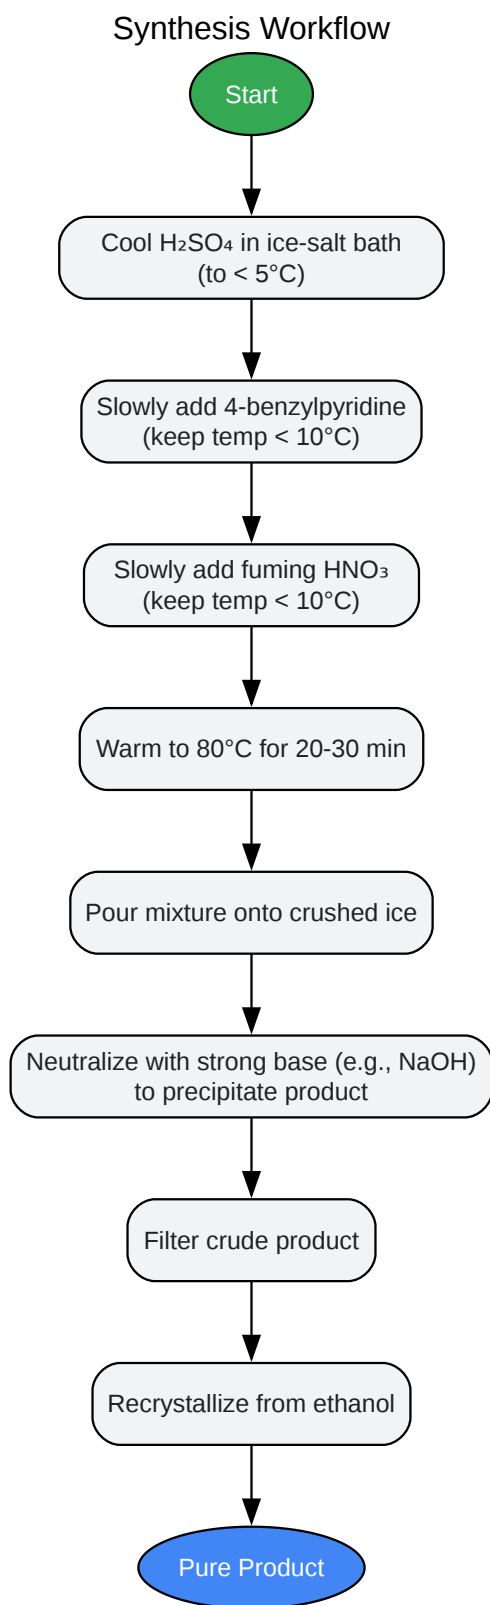 Synthesis Workflow
Start
Cool H₂SO₄ in ice-salt bath
(to < 5°C)
Slowly add 4-benzylpyridine
(keep temp < 10°C)
Slowly add fuming HNO₃
(keep temp < 10°C)
Warm to 80°C for 20-30 min
Pour mixture onto crushed ice
Neutralize with strong base (e.g., NaOH)
to precipitate product
Filter crude product
Recrystallize from ethanol
Pure Product